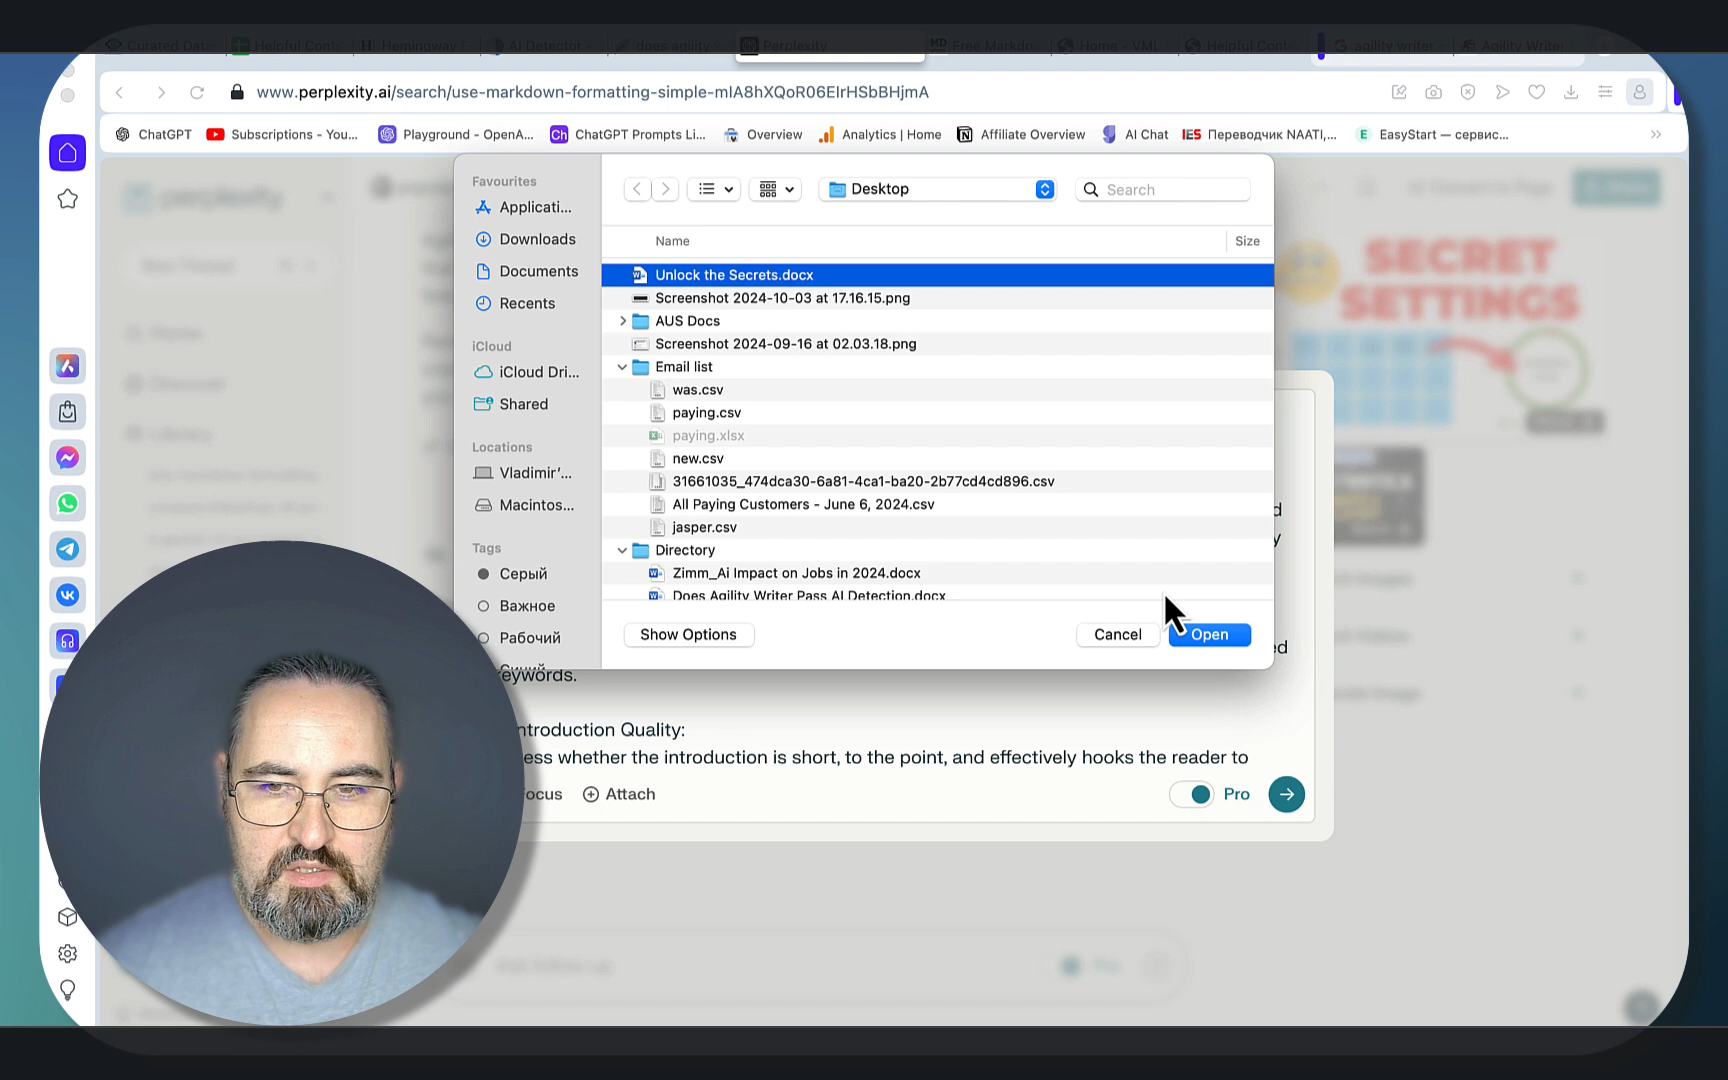 Perplexity
www.perplexity.ai/search/use-markdown-formatting-simple-mIA8hXQoR06EIrHSbBHjmA
ChatGPT
Subscriptions - You...
Playground - OpenA...
ChatGPT Prompts Li...
Overview
Analytics | Home
Affiliate Overview
AI Chat
IES Переводчик NAATI,...
EasyStart — сервис...
perplexity
SECRET
SETTINGS
Favourites
Applicati...
Downloads
Documents
Recents
iCloud
iCloud Dri...
Shared
Locations
Vladimir'...
Macintos...
Tags
Серый
Важное
Рабочий
Синий
Desktop
Search
Name
Size
Unlock the Secrets.docx
Screenshot 2024-10-03 at 17.16.15.png
AUS Docs
Screenshot 2024-09-16 at 02.03.18.png
Email list
was.csv
paying.csv
paying.xlsx
new.csv
31661035_474dca30-6a81-4ca1-ba20-2b77cd4cd896.csv
All Paying Customers - June 6, 2024.csv
jasper.csv
Directory
Zimm_Ai Impact on Jobs in 2024.docx
Does Agility Writer Pass AI Detection.docx
Show Options
Cancel
Open
eywords.
ntroduction Quality:
ess whether the introduction is short, to the point, and effectively hooks the reader to
ocus
Attach
Pro